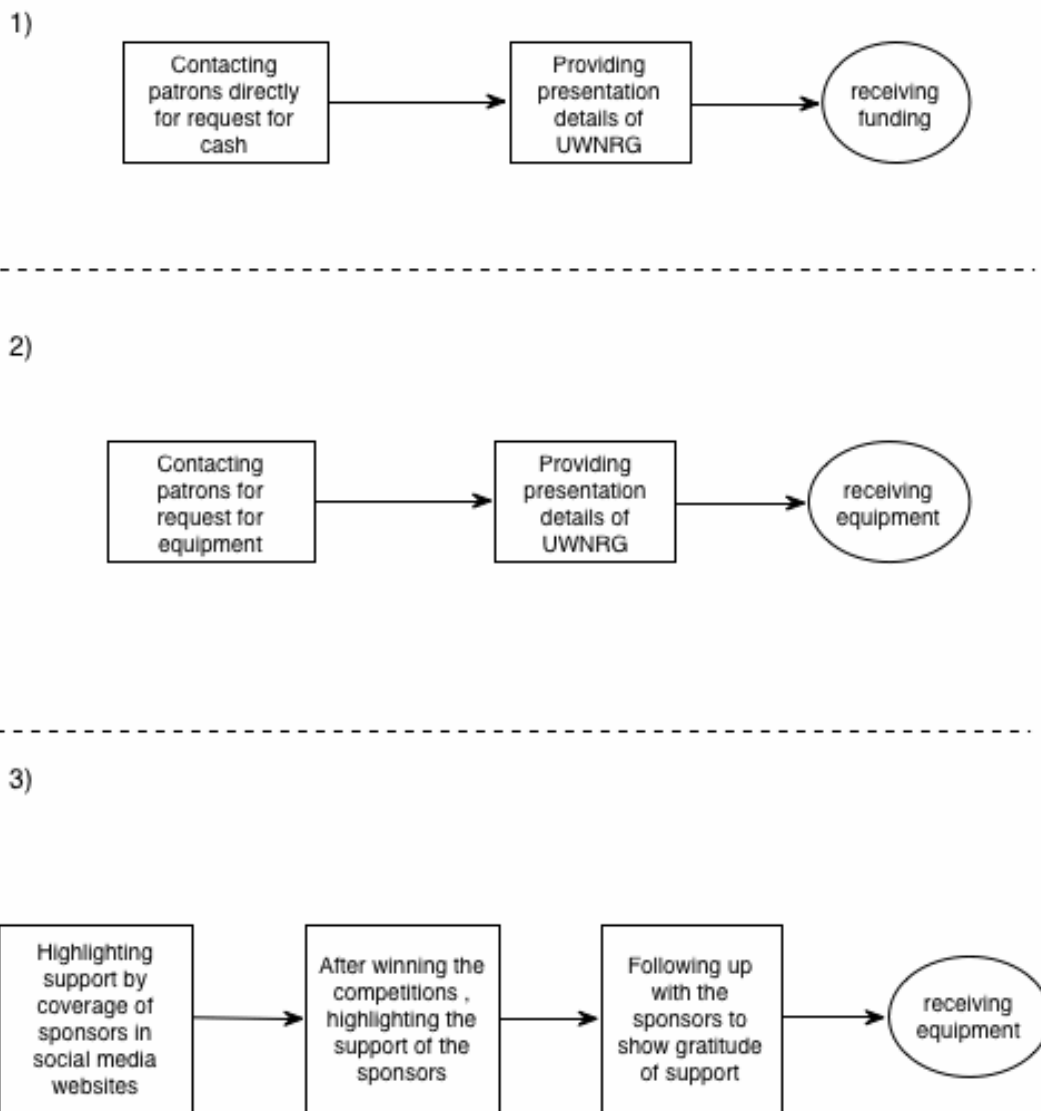 1)
Contacting
patrons directly
for request for
cash
Providing
presentation
details of
UWNRG
receiving
funding
2)
Contacting
patrons for
request for
equipment
Providing
presentation
details of
UWNRG
receiving
equipment
3)
Highlighting
support by
coverage of
sponsors in
social media
websites
After winning the
competitions ,
highlighting the
support of the
sponsors
Following up
with the
sponsors to
show gratitude
of support
receiving
equipment